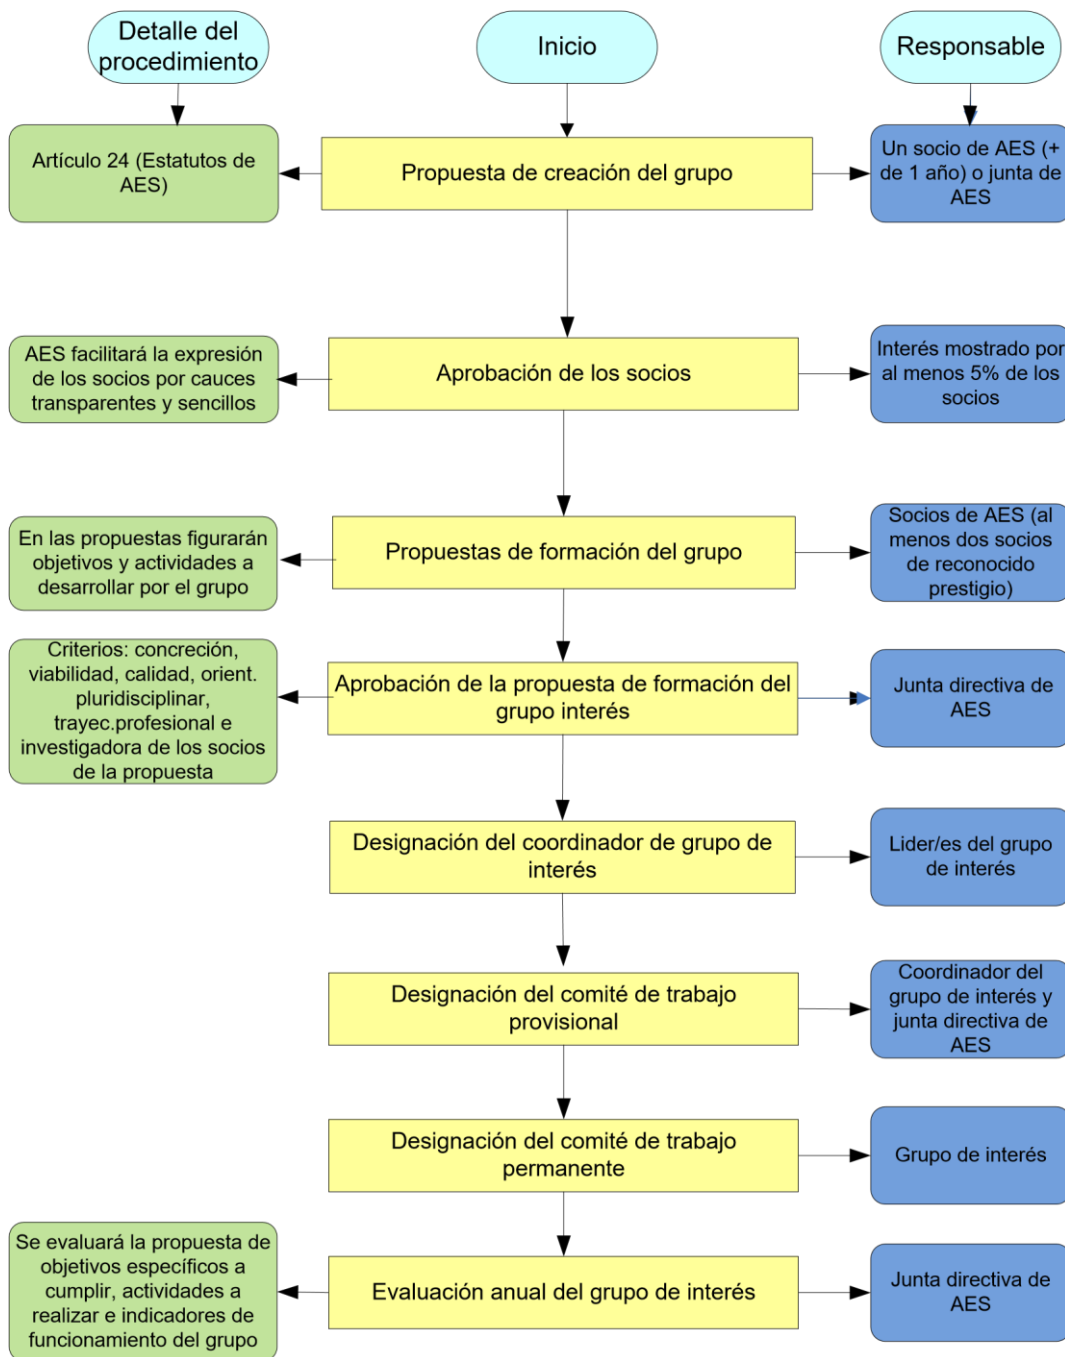 Detalle del
procedimiento
Inicio
Responsable
Artículo 24 (Estatutos de
AES)
Propuesta de creación del grupo
Un socio de AES (+
de 1 año) o junta de
AES
AES facilitará la expresión
de los socios por cauces
transparentes y sencillos
Aprobación de los socios
Interés mostrado por
al menos 5% de los
socios
En las propuestas figurarán
objetivos y actividades a
desarrollar por el grupo
Propuestas de formación del grupo
Socios de AES (al
menos dos socios
de reconocido
prestigio)
Criterios: concreción,
viabilidad, calidad, orient.
pluridisciplinar,
trayec.profesional e
investigadora de los socios
de la propuesta
Aprobación de la propuesta de formación del
grupo interés
Junta directiva de
AES
Designación del coordinador de grupo de
interés
Lider/es del grupo
de interés
Designación del comité de trabajo
provisional
Coordinador del
grupo de interés y
junta directiva de
AES
Designación del comité de trabajo
permanente
Grupo de interés
Se evaluará la propuesta de
objetivos específicos a
cumplir, actividades a
realizar e indicadores de
funcionamiento del grupo
Evaluación anual del grupo de interés
Junta directiva de
AES